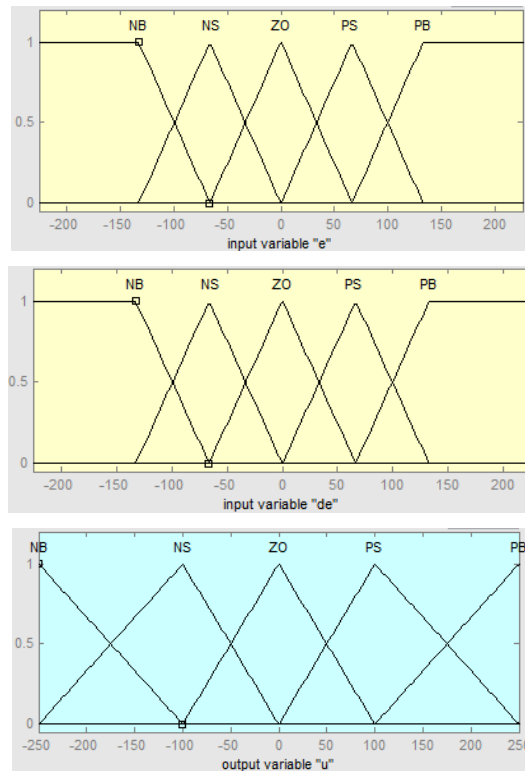 NB NS ZO PS PB
1
0.5
0
-200 -150 -100 -50 0 50 100 150 200
input variable "e"
NB NS ZO PS PB
1
0.5
0
-200 -150 -100 -50 0 50 100 150 200
input variable "de"
NB NS ZO PS PB
1
0.5
0
-250 -200 -150 -100 -50 0 50 100 150 200 250
output variable "u"